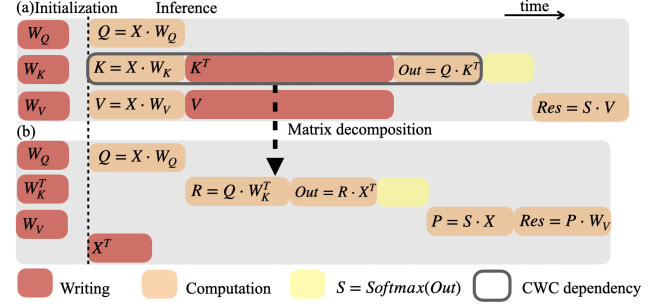 (a)Initialization Inference time
W_Q Q = X · W_Q
W_K K = X · W_K K^T Out = Q · K^T
W_V V = X · W_V V Res = S · V
(b) Matrix decomposition
W_Q Q = X · W_Q
W_K^T R = Q · W_K^T Out = R · X^T
W_V P = S · X Res = P · W_V
X^T
Writing Computation S = Softmax(Out) CWC dependency